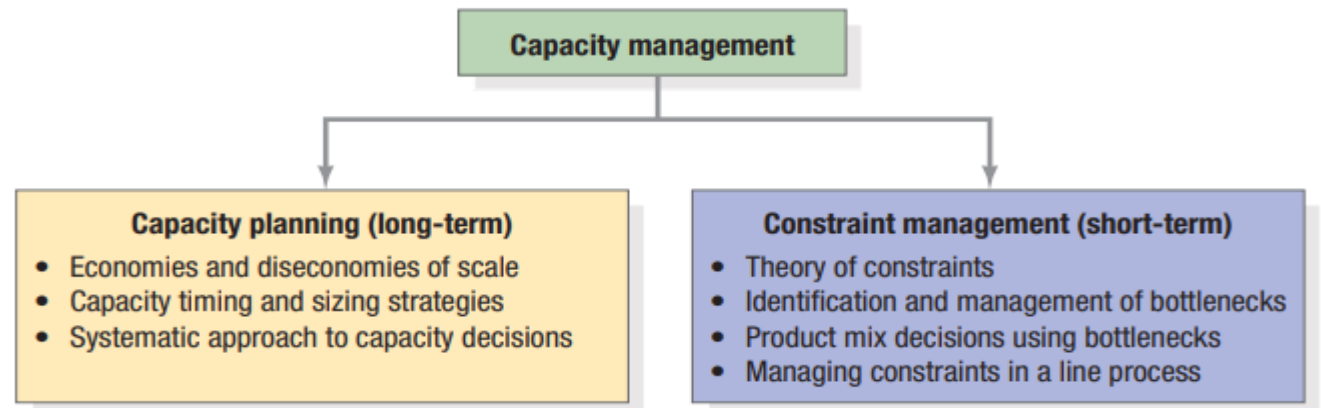 Capacity management
Capacity planning (long-term)
• Economies and diseconomies of scale
• Capacity timing and sizing strategies
• Systematic approach to capacity decisions
Constraint management (short-term)
• Theory of constraints
• Identification and management of bottlenecks
• Product mix decisions using bottlenecks
• Managing constraints in a line process